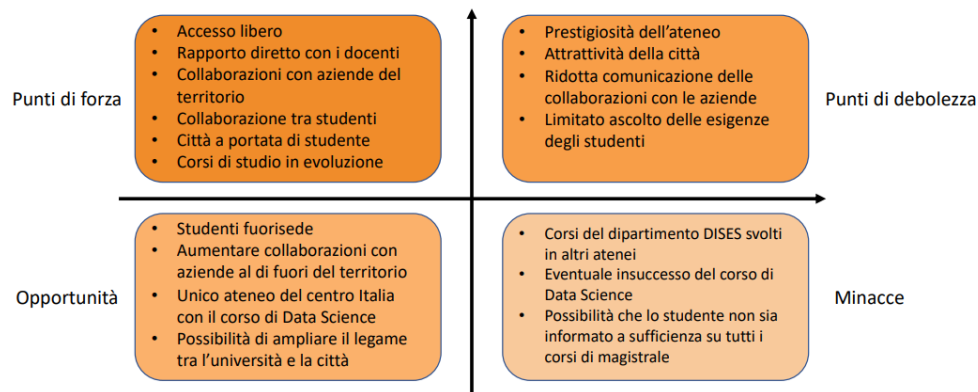 Punti di forza
• Accesso libero
• Rapporto diretto con i docenti
• Collaborazioni con aziende del
territorio
• Collaborazione tra studenti
• Città a portata di studente
• Corsi di studio in evoluzione
• Prestigiosità dell'ateneo
• Attrattività della città
• Ridotta comunicazione delle
collaborazioni con le aziende
• Limitato ascolto delle esigenze
degli studenti
Punti di debolezza
Opportunità
• Studenti fuorisede
• Aumentare collaborazioni con
aziende al di fuori del territorio
• Unico ateneo del centro Italia
con il corso di Data Science
• Possibilità di ampliare il legame
tra l'università e la città
• Corsi del dipartimento DISES svolti
in altri atenei
• Eventuale insuccesso del corso di
Data Science
• Possibilità che lo studente non sia
informato a sufficienza su tutti i
corsi di magistrale
Minacce